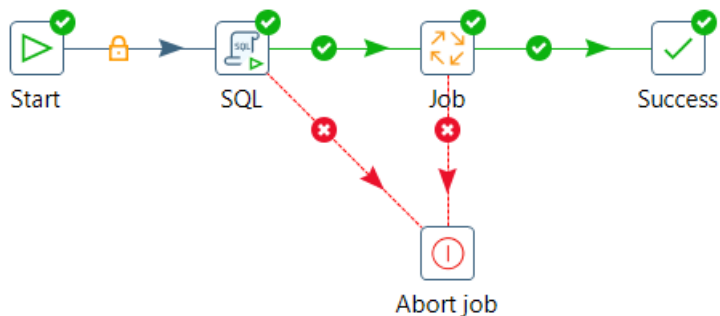 SQL
Start
SQL
Job
Success
Abort job